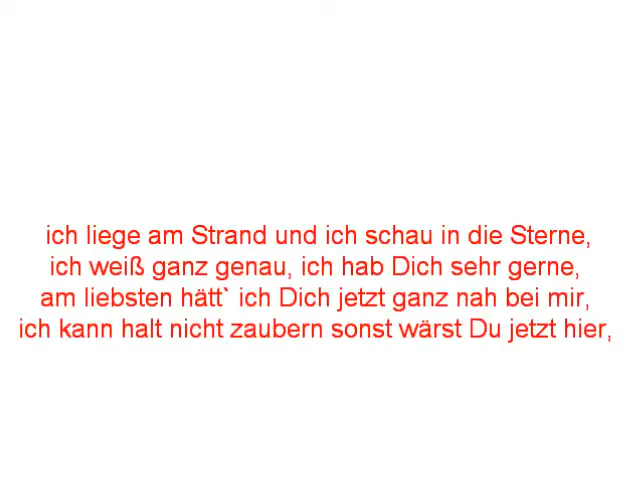 ich liege am Strand und ich schau in die Sterne,
ich weiß ganz genau, ich hab Dich sehr gerne,
am liebsten hätt` ich Dich jetzt ganz nah bei mir,
ich kann halt nicht zaubern sonst wärst Du jetzt hier,